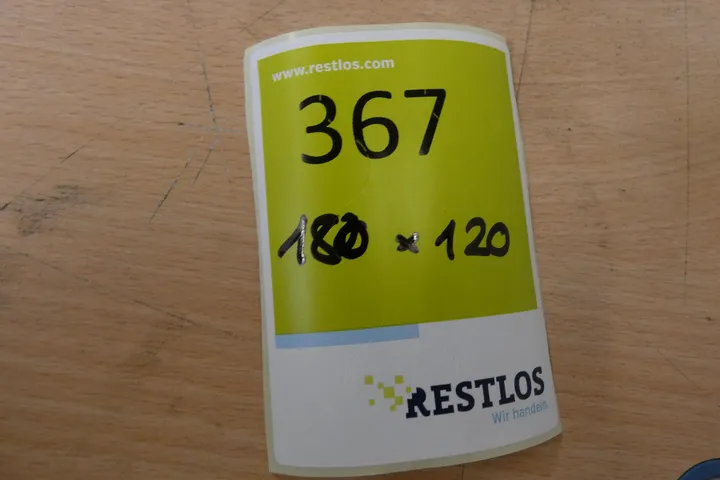 www.restlos.com
367
180 x 120
RESTLOS
Wir handeln.